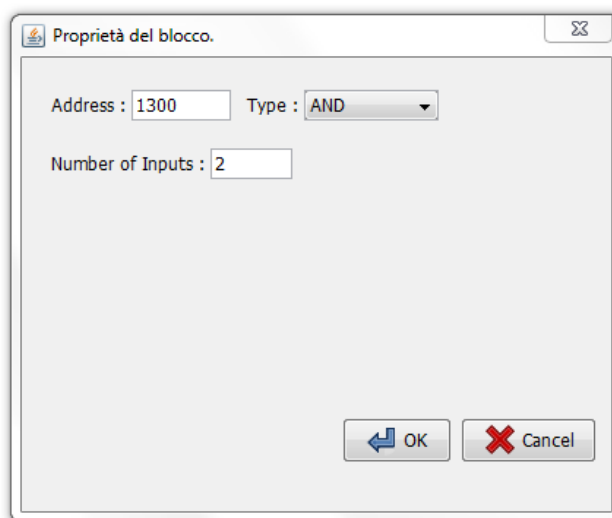 Proprietà del blocco.
Address : 1300 Type : AND
Number of Inputs : 2
OK Cancel